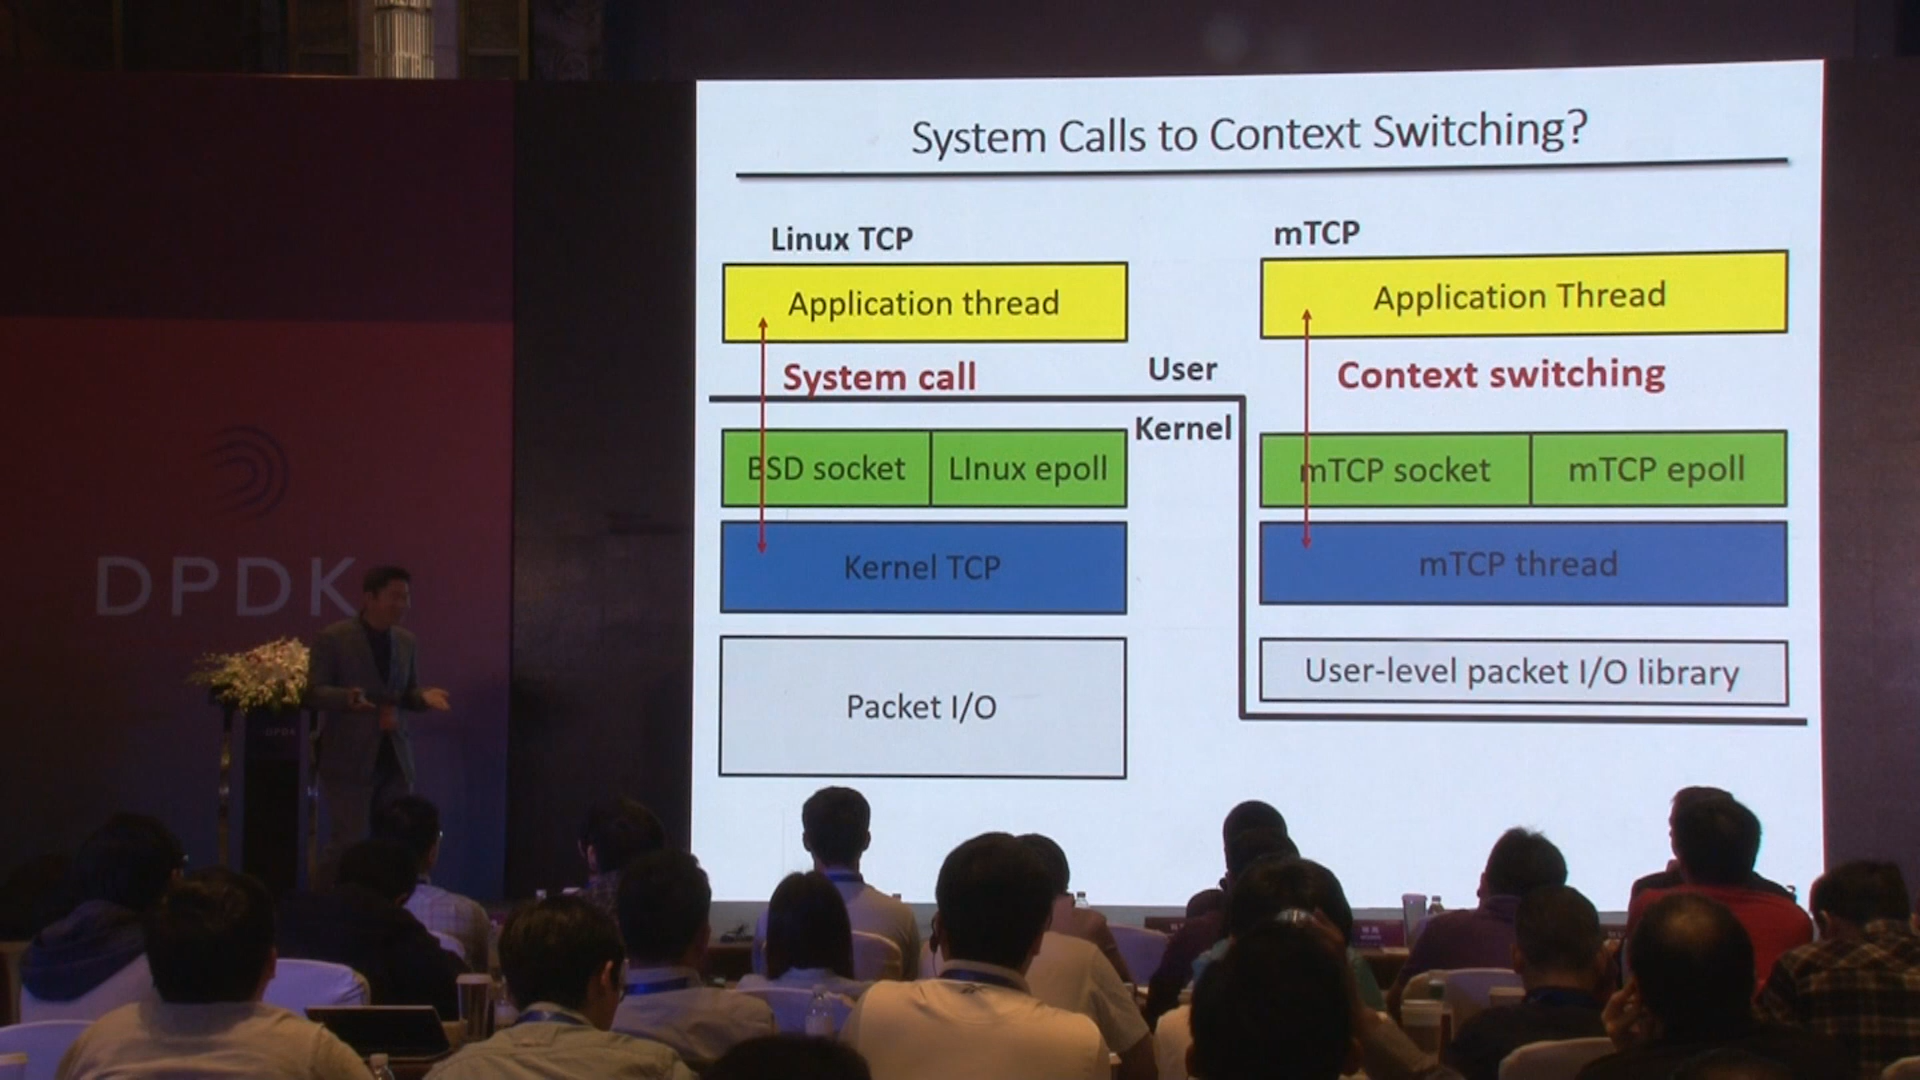 System Calls to Context Switching?
Linux TCP
mTCP
Application thread
Application Thread
System call
User
Context switching
Kernel
BSD socket
LInux epoll
mTCP socket
mTCP epoll
Kernel TCP
mTCP thread
Packet I/O
User-level packet I/O library
DPDK
DPDK